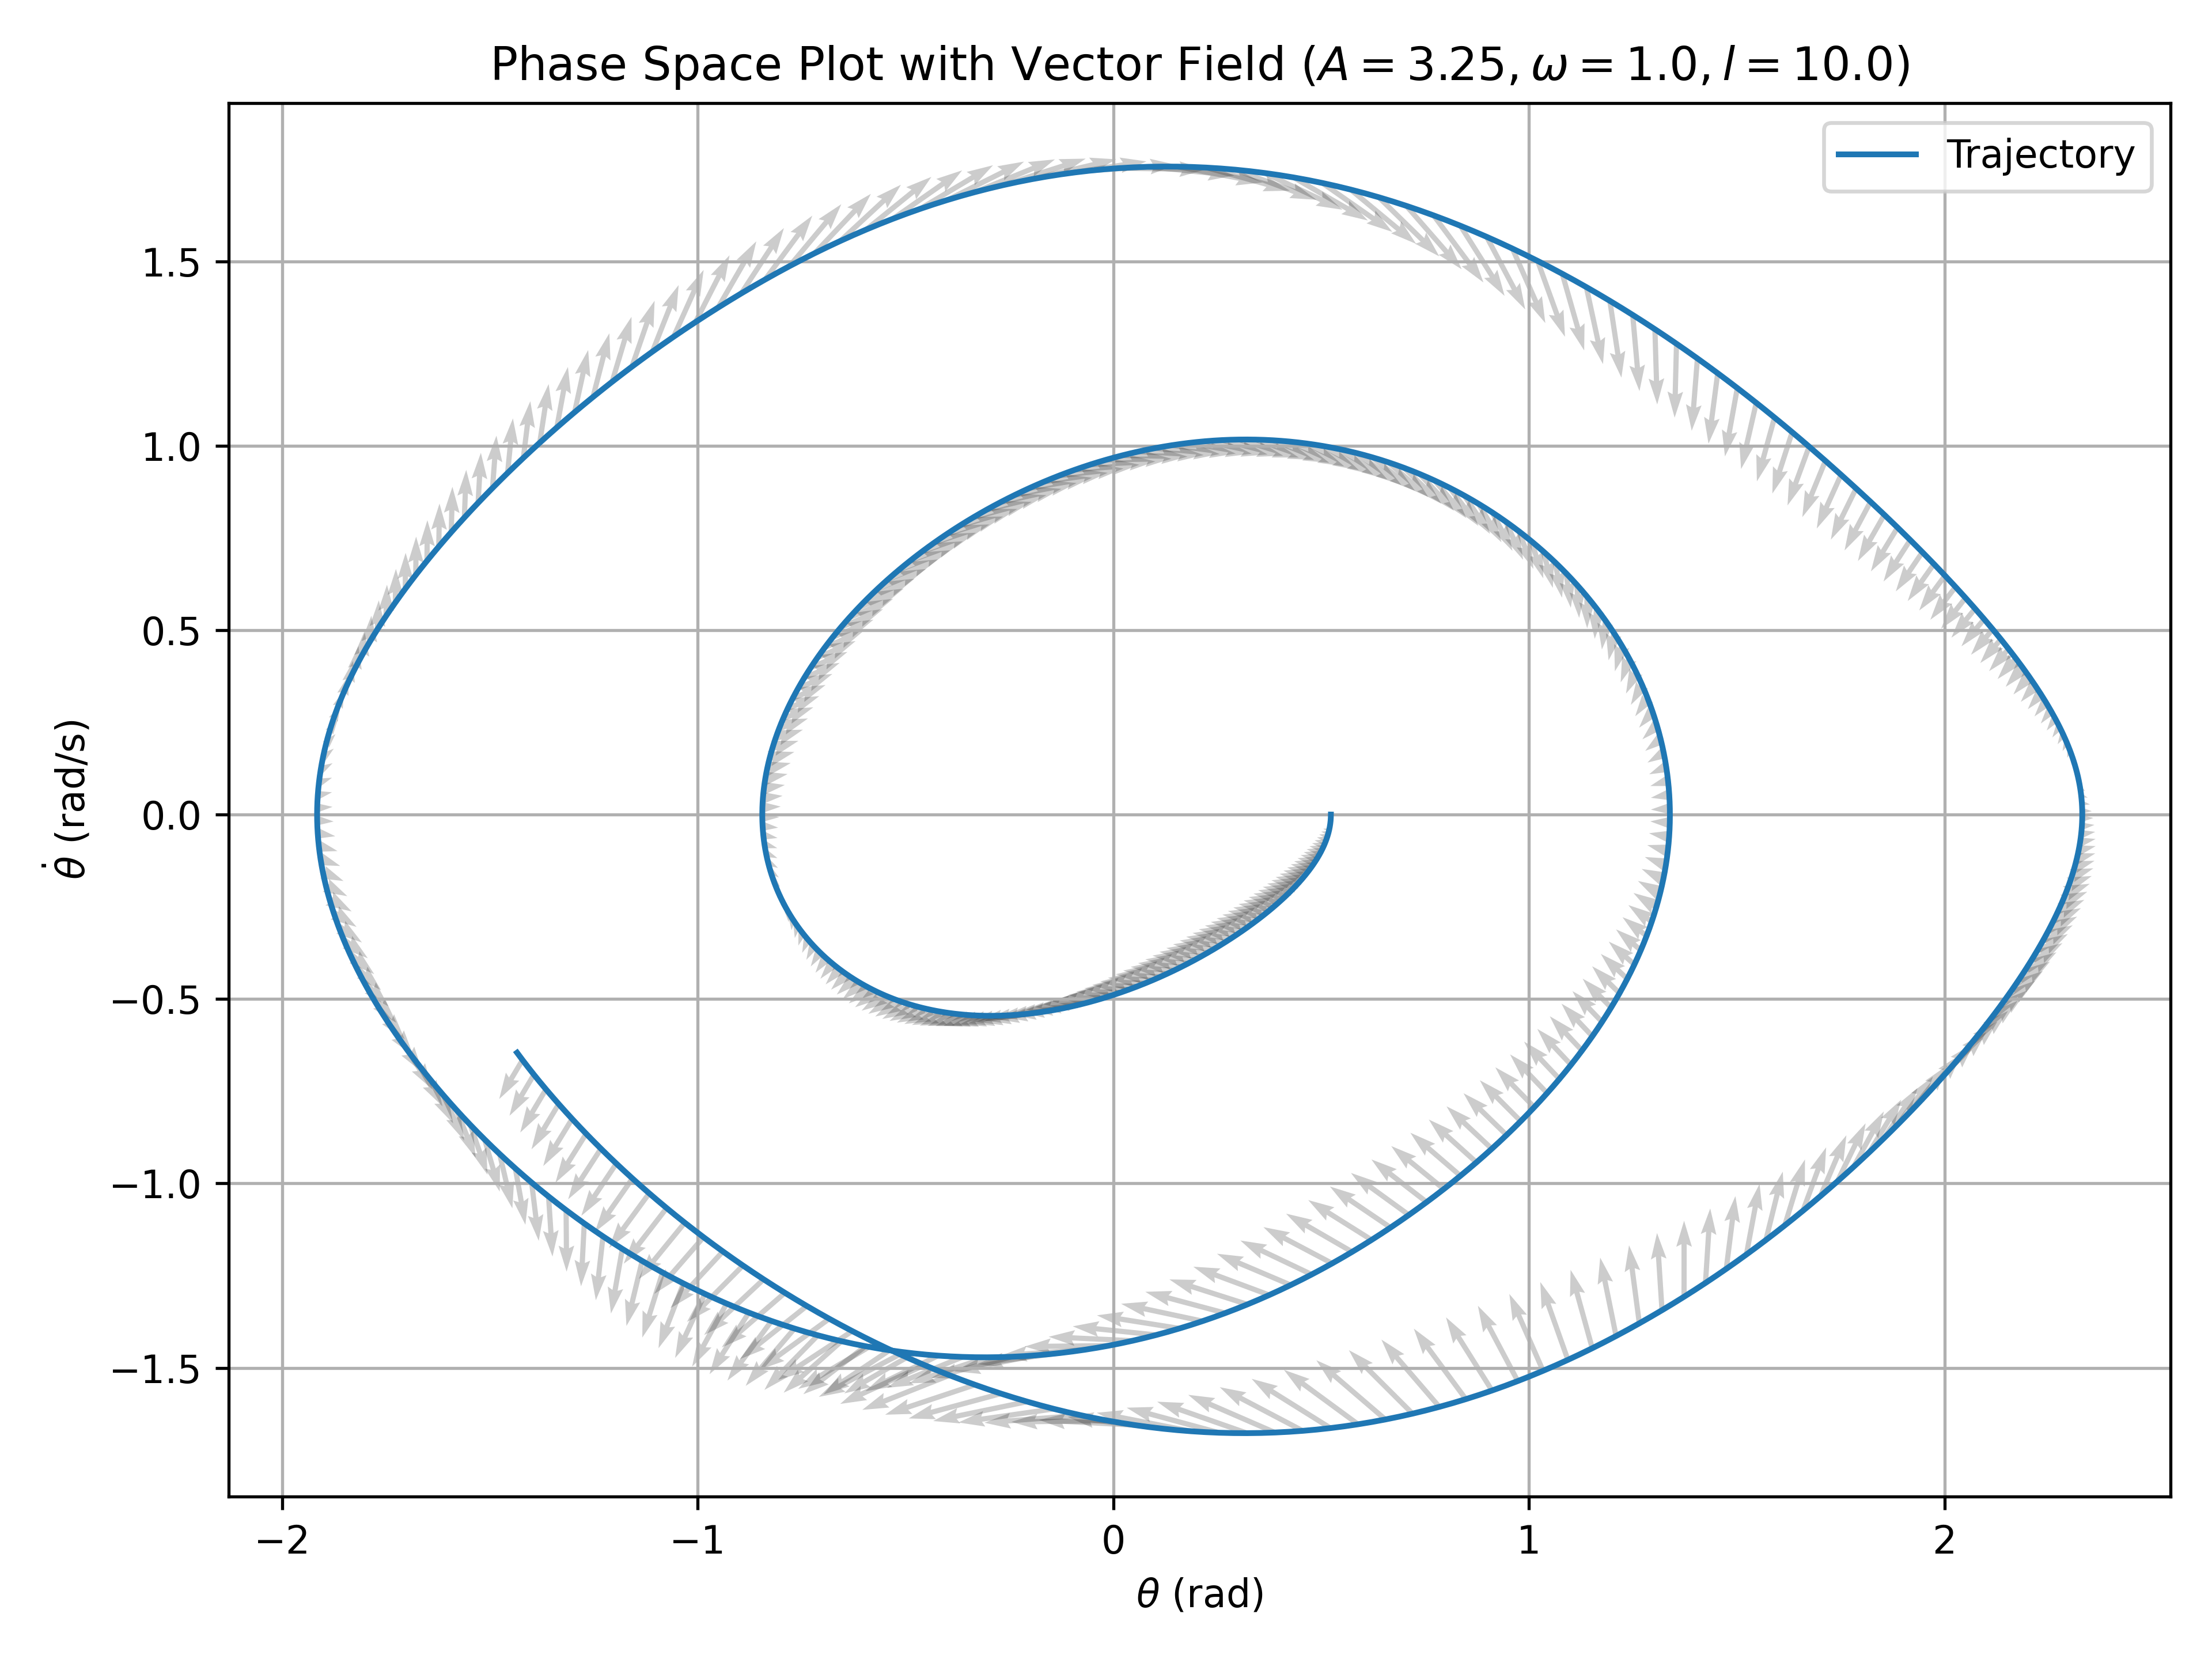 Phase Space Plot with Vector Field (A = 3.25, ω = 1.0, l = 10.0)
Trajectory
1.5
1.0
0.5
0.0
−0.5
−1.0
−1.5
θ̇ (rad/s)
−2 −1 0 1 2
θ (rad)